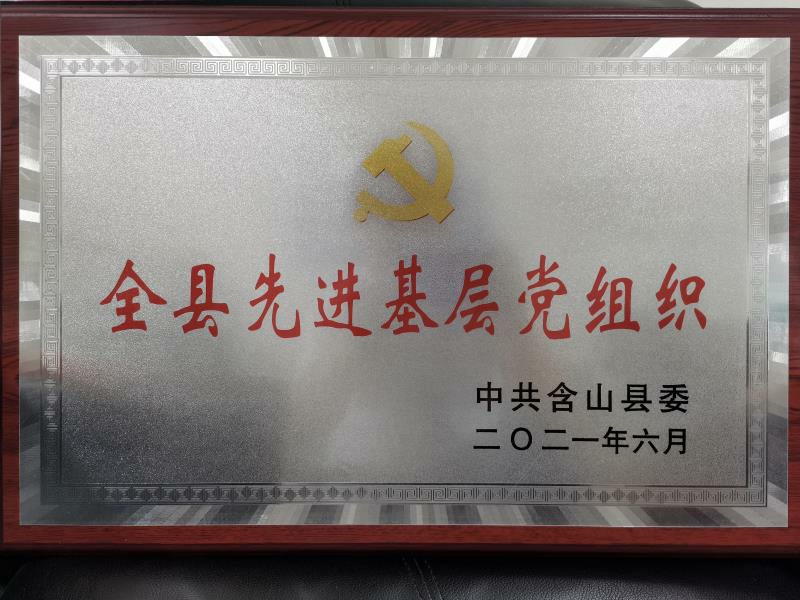 全县先进基层党组织
中共含山县委
二〇二一年六月